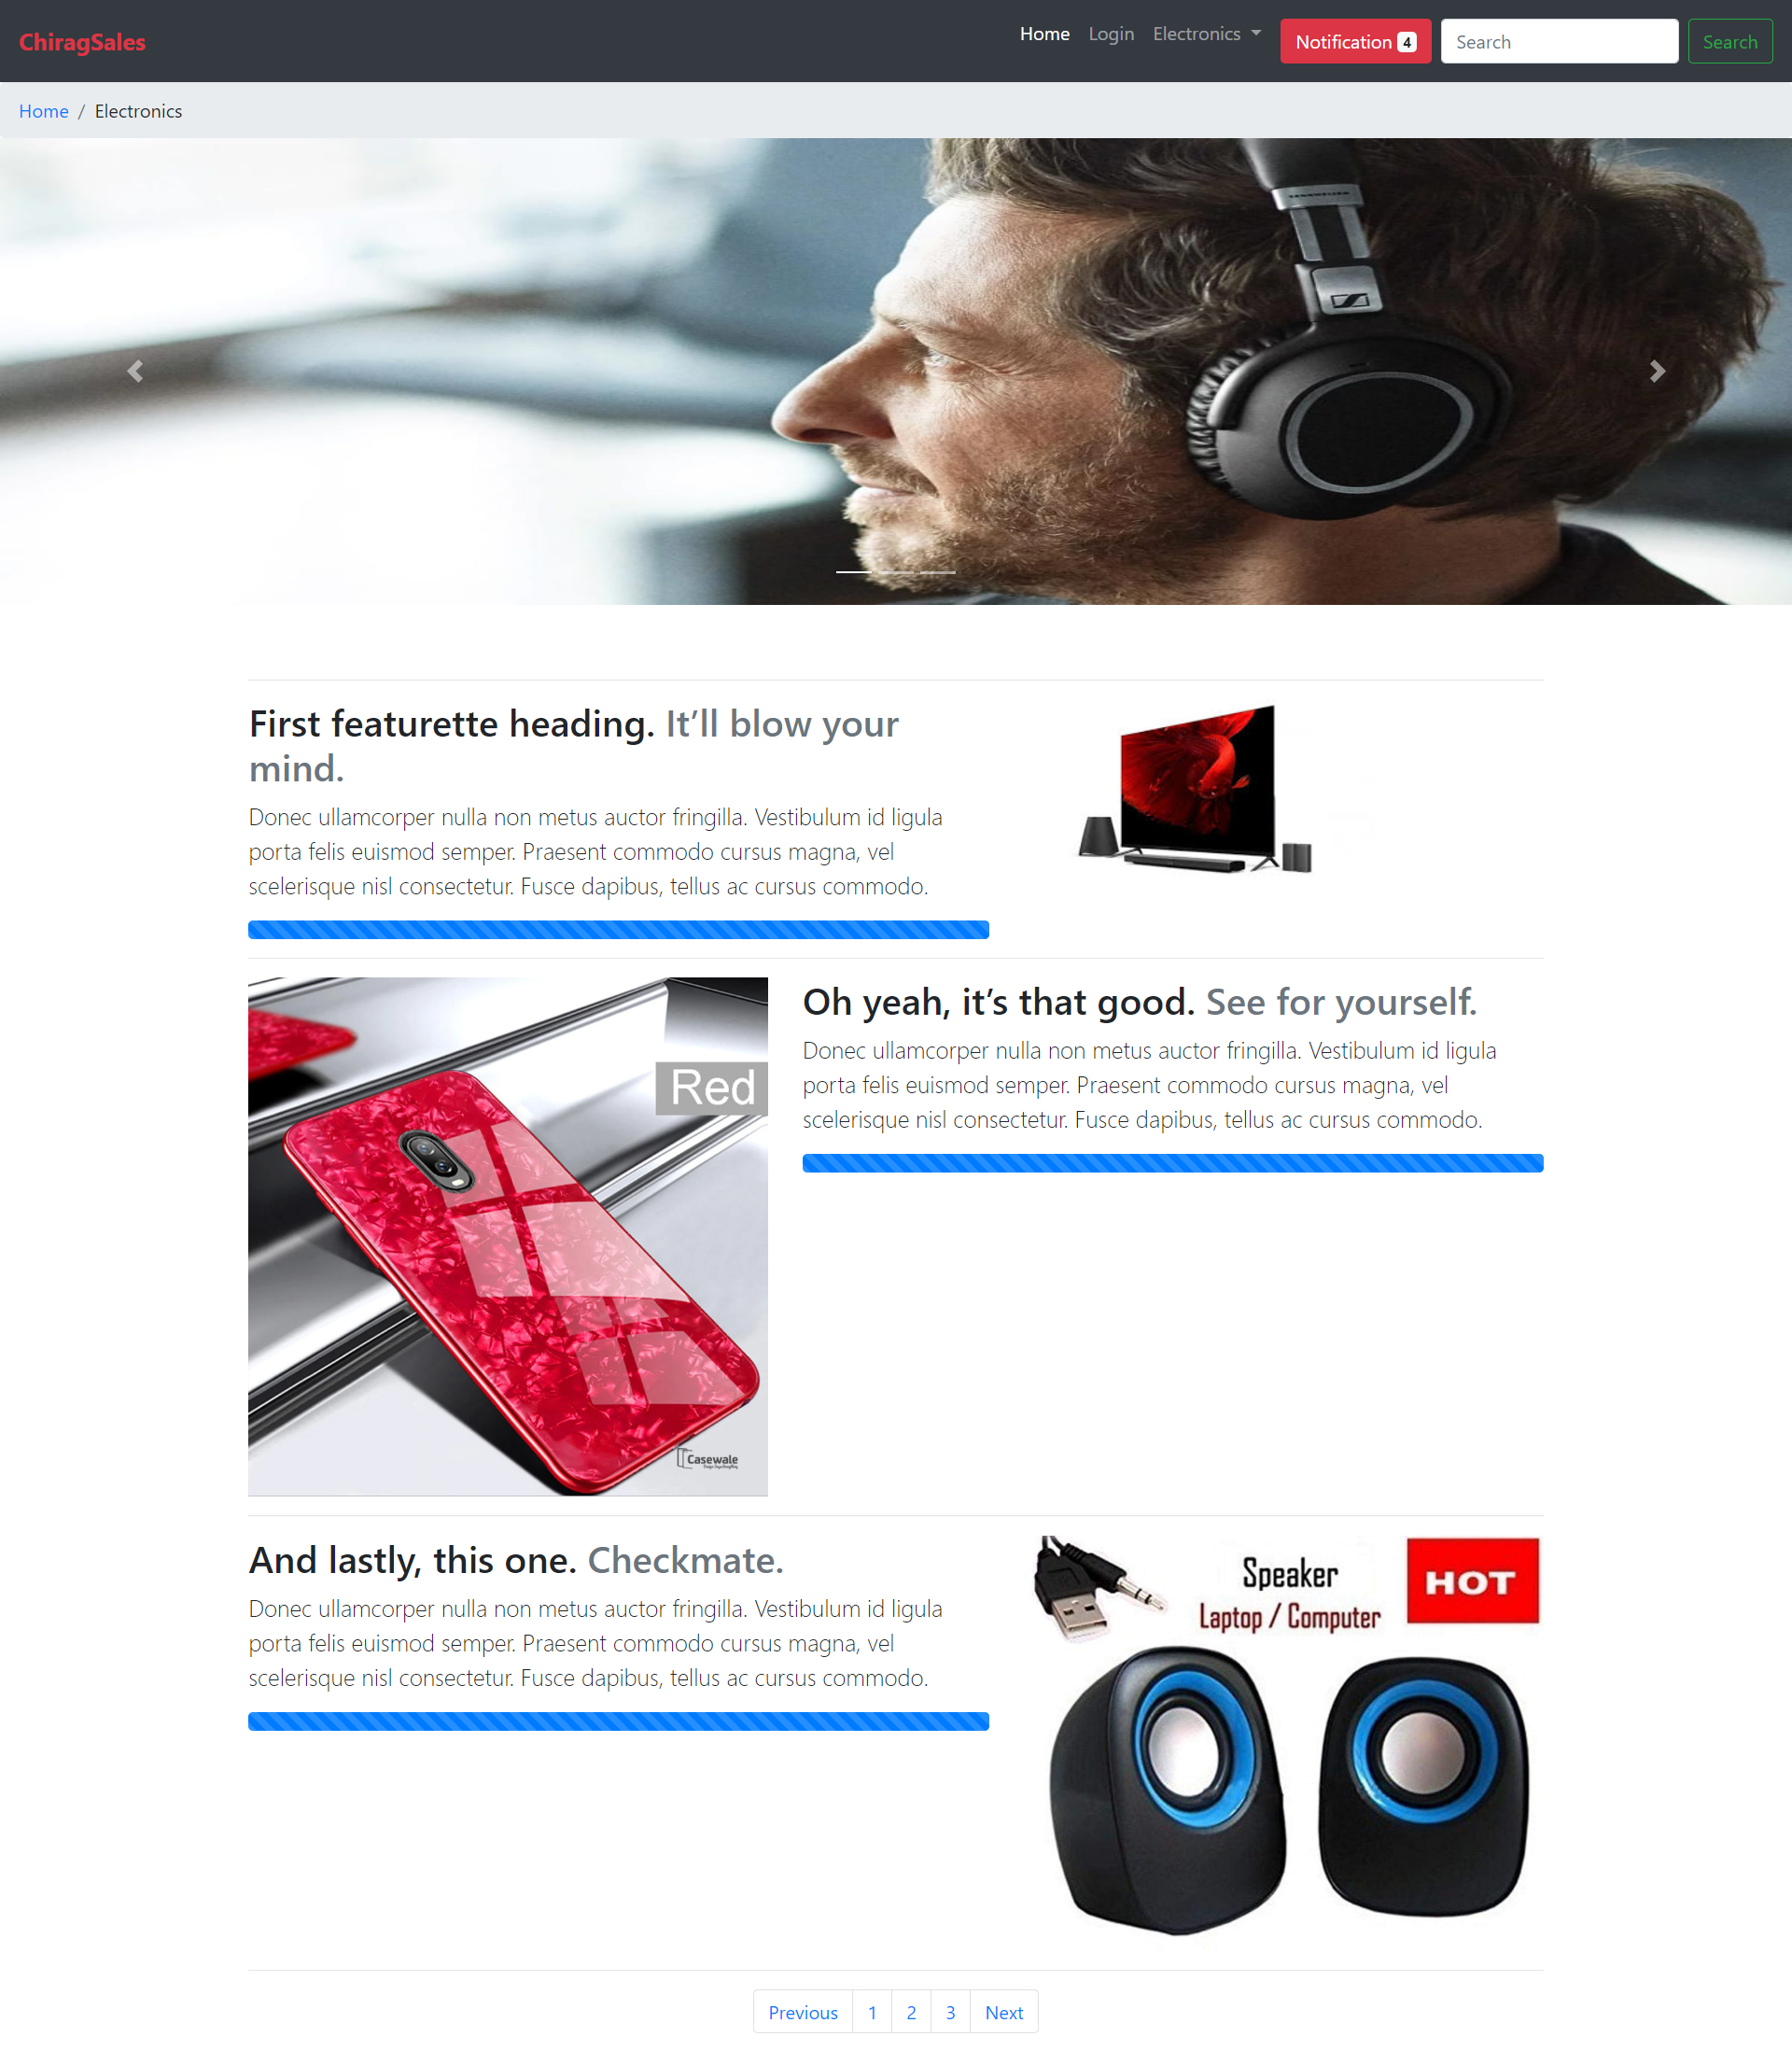 ChiragSales
Home Login Electronics Notification 4 Search Search
Home / Electronics
First featurette heading. It’ll blow your
mind.
Donec ullamcorper nulla non metus auctor fringilla. Vestibulum id ligula
porta felis euismod semper. Praesent commodo cursus magna, vel
scelerisque nisl consectetur. Fusce dapibus, tellus ac cursus commodo.
Red
Casewale
Oh yeah, it’s that good. See for yourself.
Donec ullamcorper nulla non metus auctor fringilla. Vestibulum id ligula
porta felis euismod semper. Praesent commodo cursus magna, vel
scelerisque nisl consectetur. Fusce dapibus, tellus ac cursus commodo.
And lastly, this one. Checkmate.
Donec ullamcorper nulla non metus auctor fringilla. Vestibulum id ligula
porta felis euismod semper. Praesent commodo cursus magna, vel
scelerisque nisl consectetur. Fusce dapibus, tellus ac cursus commodo.
Speaker
Laptop / Computer
HOT
Previous 1 2 3 Next